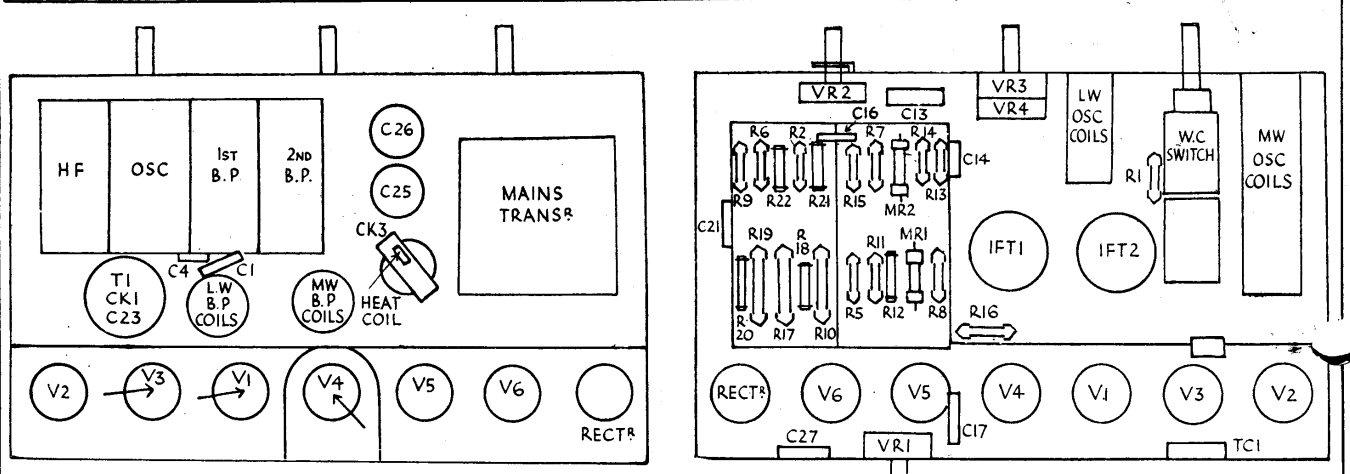 HF
OSC
1ST
B.P.
2ND
B.P.
C26
C25
CK3
MAINS
TRANSR
C4
C1
T1
CK1
C23
L.W
B.P
COILS
MW
B.P
COILS
HEAT
COIL
V2
V3
V1
V4
V5
V6
RECTR
VR2
C13
VR3
VR4
LW
OSC
COILS
W.C
SWITCH
MW
OSC
COILS
C16
R6
R2
R7
R14
C14
R1
R9
R22
R21
R15
MR2
R13
C21
R19
R
18
R11
MR1
IFT1
IFT2
R
20
R17
R10
R5
R12
R8
R16
RECTR
V6
V5
V4
V1
V3
V2
C27
VR1
C17
TC1